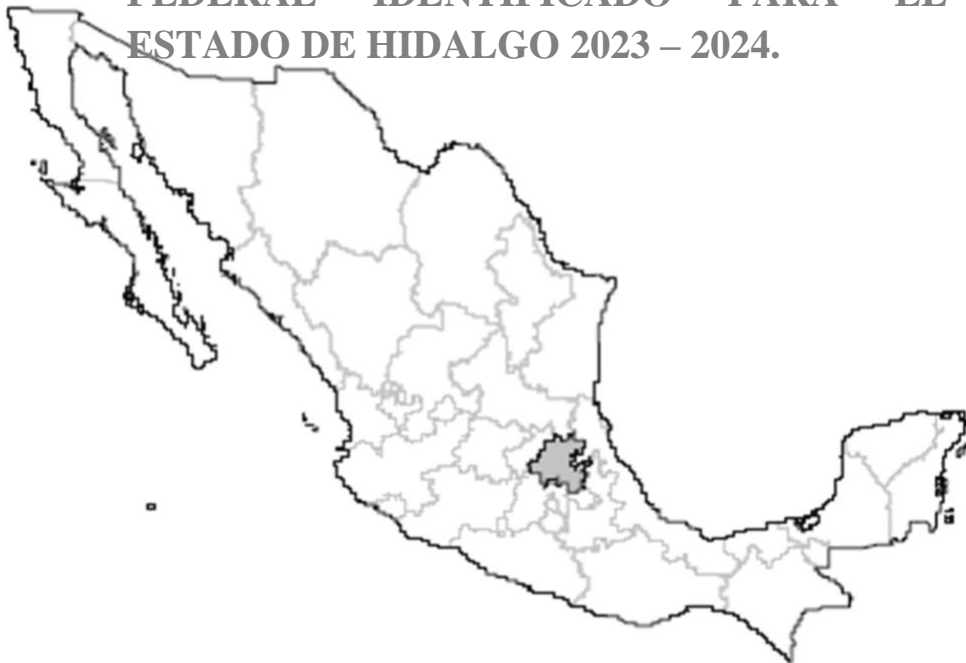 FEDERAL IDENTIFICADO PARA EL
ESTADO DE HIDALGO 2023 – 2024.